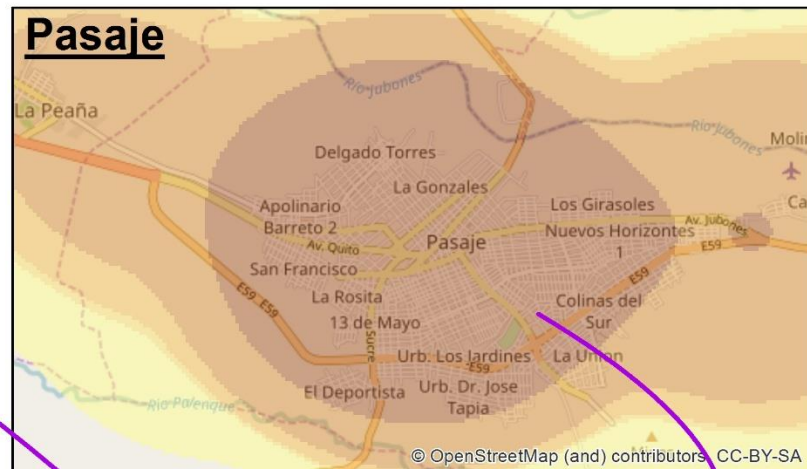 Pasaje
La Peaña
Río Jubones
Río Jubones
Delgado Torres
La Gonzales
Apolinario
Barreto 2
Los Girasoles
Av. Jubones
Av. Quito
Pasaje
Nuevos Horizontes
1
E59
San Francisco
E59 E59
La Rosita
Colinas del
Sur
13 de Mayo
Sucre
Urb. Los Jardines
E59
La Union
El Deportista
Urb. Dr. Jose
Tapia
Río Palenque
© OpenStreetMap (and) contributors, CC-BY-SA